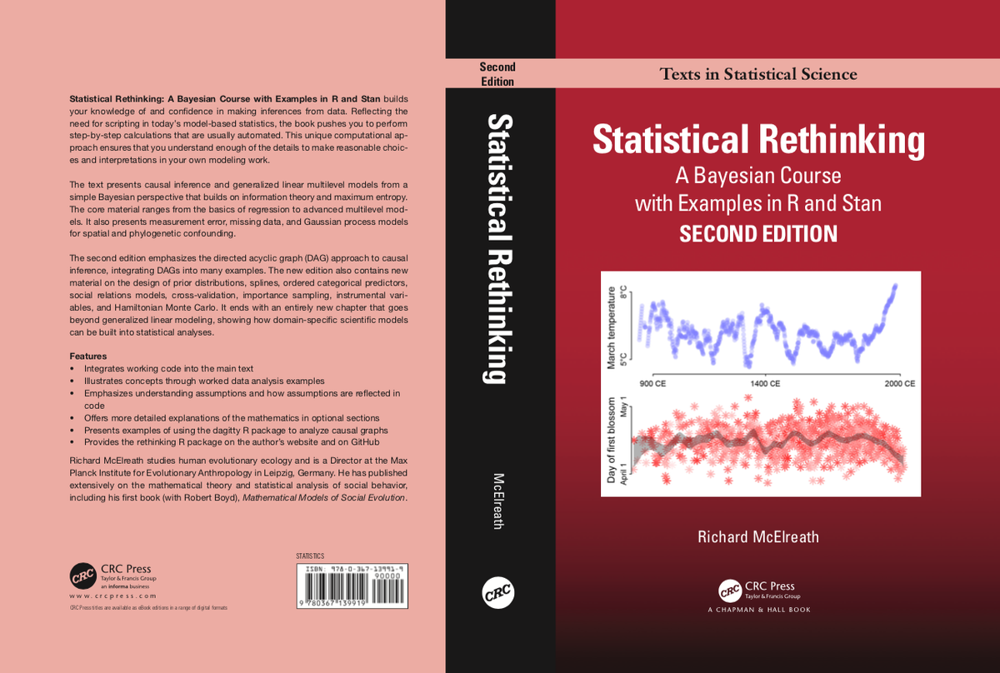 Statistical Rethinking: A Bayesian Course with Examples in R and Stan builds
your knowledge of and confidence in making inferences from data. Reflecting the
need for scripting in today's model-based statistics, the book pushes you to perform
step-by-step calculations that are usually automated. This unique computational ap-
proach ensures that you understand enough of the details to make reasonable choic-
es and interpretations in your own modeling work.
The text presents causal inference and generalized linear multilevel models from a
simple Bayesian perspective that builds on information theory and maximum entropy.
The core material ranges from the basics of regression to advanced multilevel mod-
els. It also presents measurement error, missing data, and Gaussian process models
for spatial and phylogenetic confounding.
The second edition emphasizes the directed acyclic graph (DAG) approach to causal
inference, integrating DAGs into many examples. The new edition also contains new
material on the design of prior distributions, splines, ordered categorical predictors,
social relations models, cross-validation, importance sampling, instrumental vari-
ables, and Hamiltonian Monte Carlo. It ends with an entirely new chapter that goes
beyond generalized linear modeling, showing how domain-specific scientific models
can be built into statistical analyses.
Features
• Integrates working code into the main text
• Illustrates concepts through worked data analysis examples
• Emphasizes understanding assumptions and how assumptions are reflected in
code
• Offers more detailed explanations of the mathematics in optional sections
• Presents examples of using the dagitty R package to analyze causal graphs
• Provides the rethinking R package on the author's website and on GitHub
Richard McElreath studies human evolutionary ecology and is a Director at the Max
Planck Institute for Evolutionary Anthropology in Leipzig, Germany. He has published
extensively on the mathematical theory and statistical analysis of social behavior,
including his first book (with Robert Boyd), Mathematical Models of Social Evolution.
CRC
CRC Press
Taylor & Francis Group
an informa business
www.crcpress.com
CRC Press titles are available as eBook editions in a range of digital formats
STATISTICS
ISBN: 978-0-367-13991-9
90000
9 780367 139919
Second
Edition
Statistical Rethinking
McElreath
CRC
Texts in Statistical Science
Statistical Rethinking
A Bayesian Course
with Examples in R and Stan
SECOND EDITION
March temperature
8°C
5°C
900 CE 1400 CE 2000 CE
Day of first blossom
May 1
April 1
Richard McElreath
CRC
CRC Press
Taylor & Francis Group
A CHAPMAN & HALL BOOK